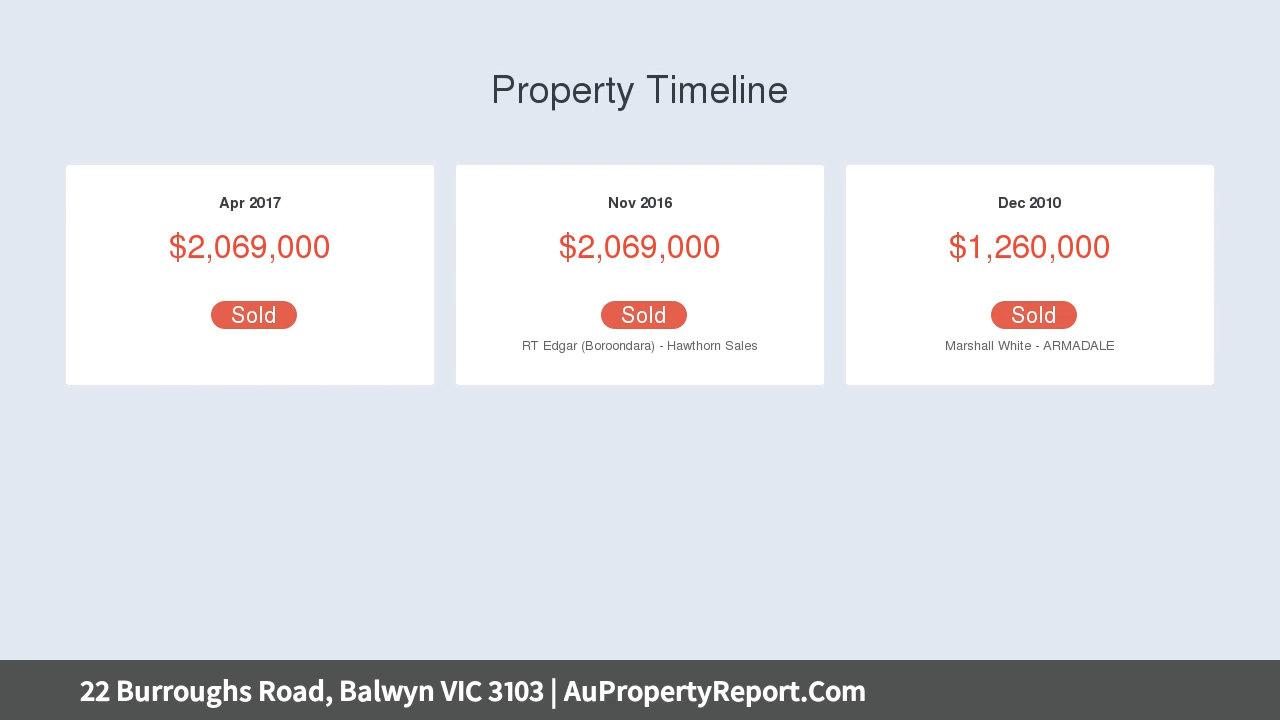 Property Timeline
Apr 2017
$2,069,000
Sold
Nov 2016
$2,069,000
Sold
RT Edgar (Boroondara) - Hawthorn Sales
Dec 2010
$1,260,000
Sold
Marshall White - ARMADALE
22 Burroughs Road, Balwyn VIC 3103 | AuPropertyReport.Com